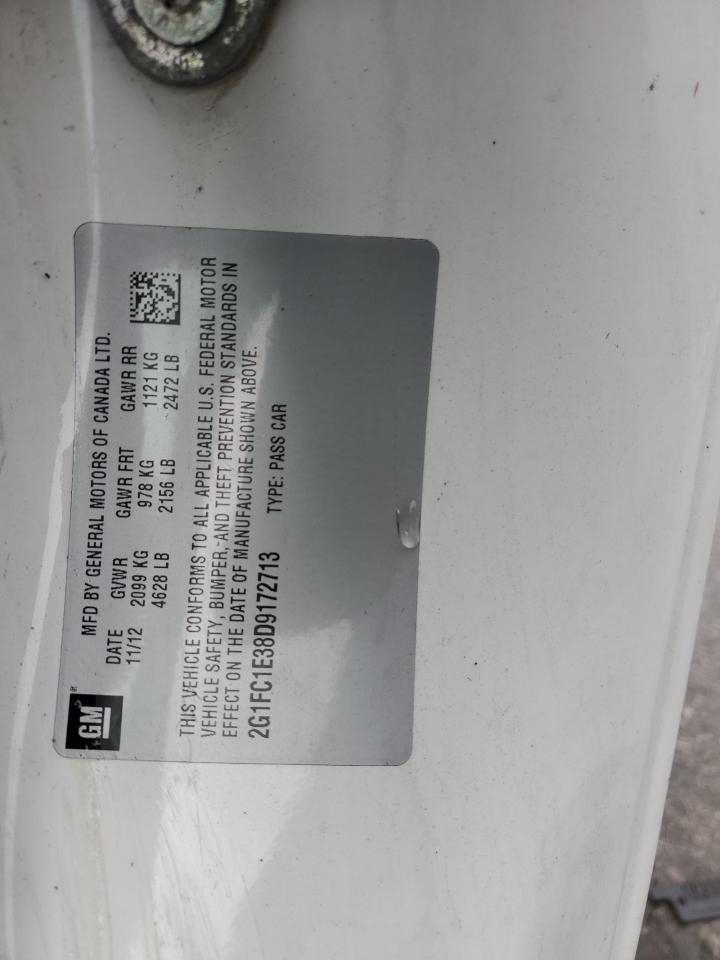 GM ®
MFD BY GENERAL MOTORS OF CANADA LTD.
DATE GVWR GAWR FRT GAWR RR
11/12 2099 KG 978 KG 1121 KG
4628 LB 2156 LB 2472 LB
THIS VEHICLE CONFORMS TO ALL APPLICABLE U.S. FEDERAL MOTOR
VEHICLE SAFETY, BUMPER, AND THEFT PREVENTION STANDARDS IN
EFFECT ON THE DATE OF MANUFACTURE SHOWN ABOVE.
2G1FC1E38D9172713 TYPE: PASS CAR